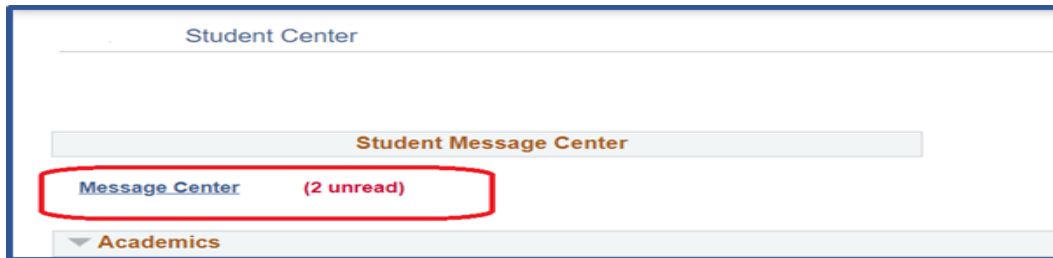 Student Center
Student Message Center
Message Center (2 unread)
Academics